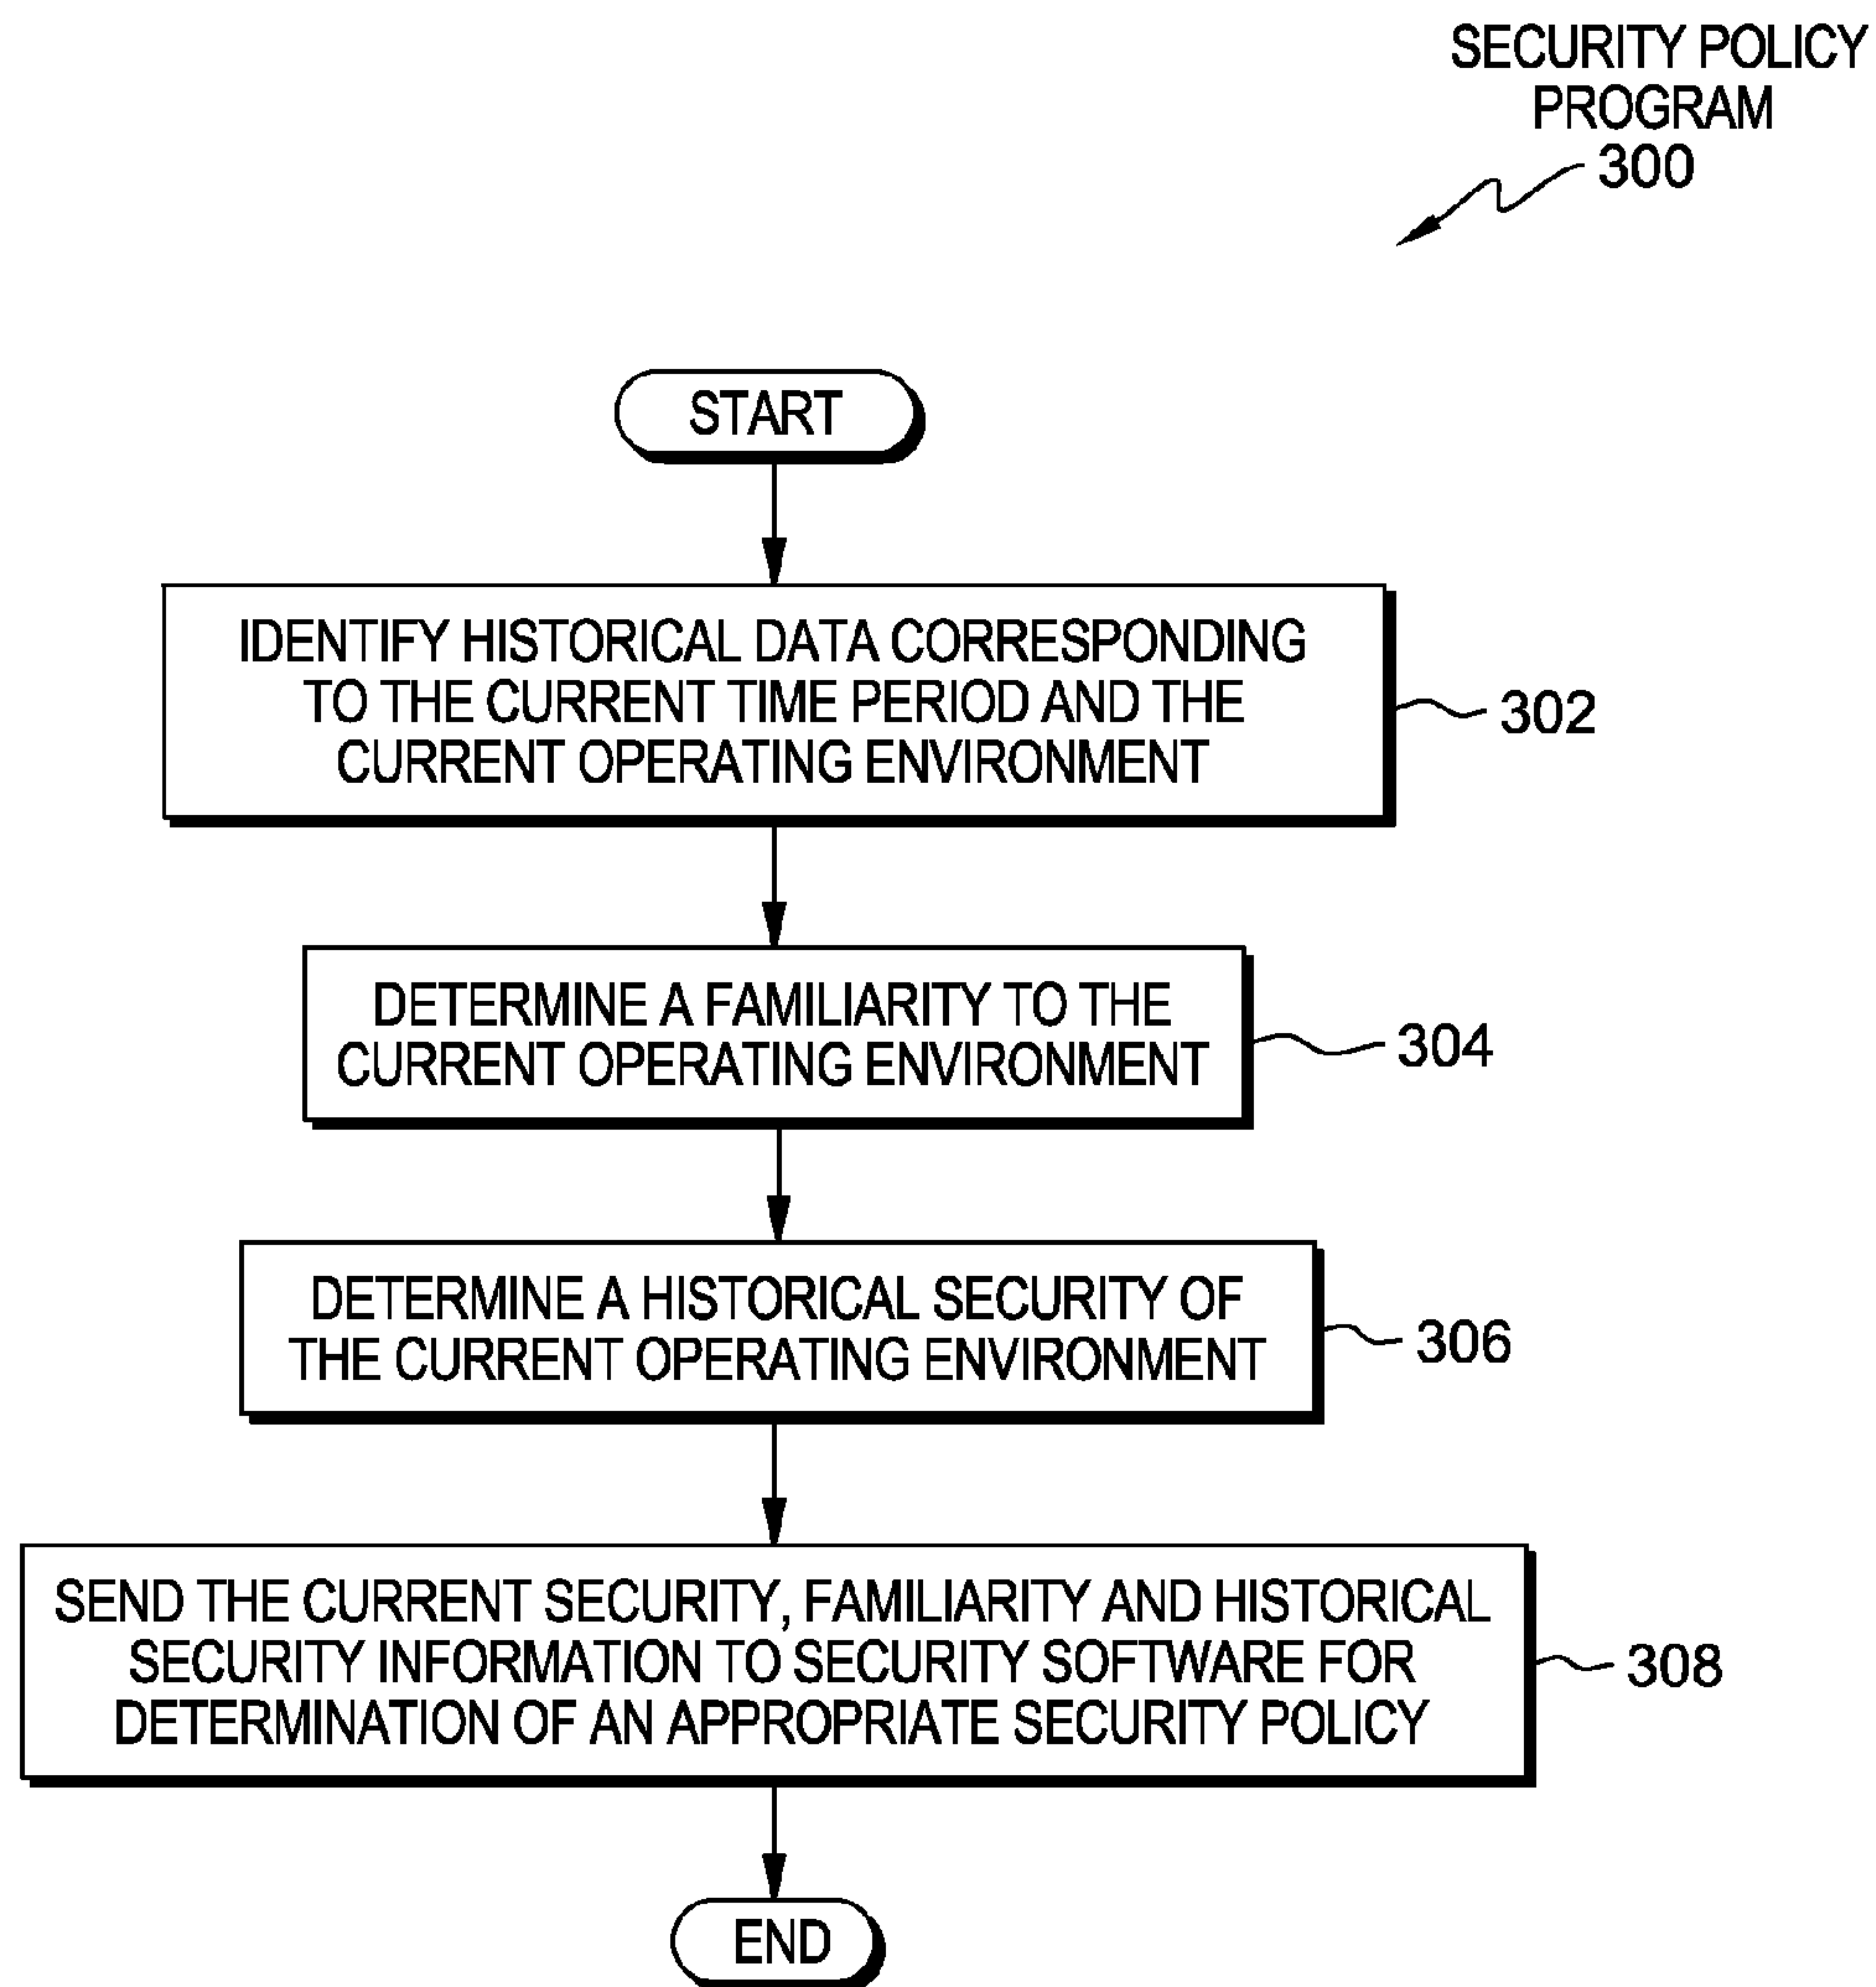 SECURITY POLICY
PROGRAM
300
START
IDENTIFY HISTORICAL DATA CORRESPONDING
TO THE CURRENT TIME PERIOD AND THE
CURRENT OPERATING ENVIRONMENT
302
DETERMINE A FAMILIARITY TO THE
CURRENT OPERATING ENVIRONMENT
304
DETERMINE A HISTORICAL SECURITY OF
THE CURRENT OPERATING ENVIRONMENT
306
SEND THE CURRENT SECURITY, FAMILIARITY AND HISTORICAL
SECURITY INFORMATION TO SECURITY SOFTWARE FOR
DETERMINATION OF AN APPROPRIATE SECURITY POLICY
308
END